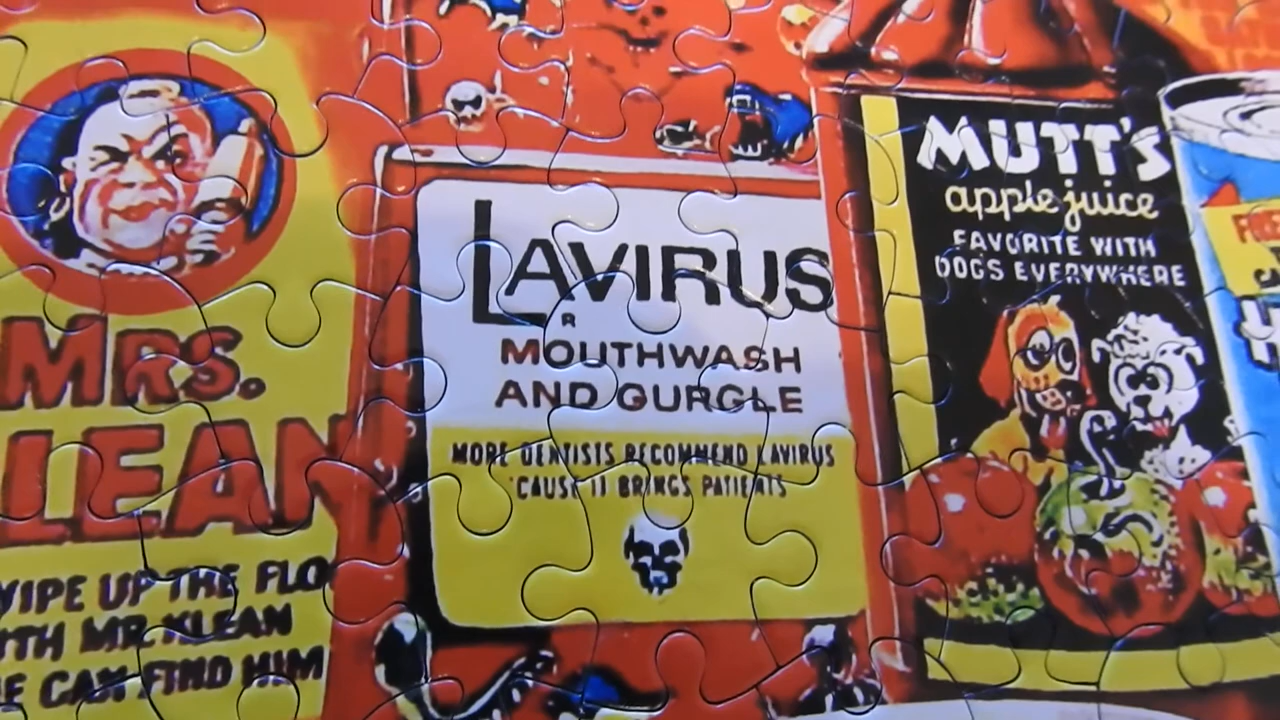 MRS.
LEAN
WIPE UP THE FLO
ITH MR. KLEAN
E CAN FIND HIM
LAVIRUS
R
MOUTHWASH
AND GURGLE
MORE DENTISTS RECOMMEND LAVIRUS
'CAUSE IT BRINGS PATIENTS
MUTT'S
apple juice
FAVORITE WITH
DOGS EVERYWHERE